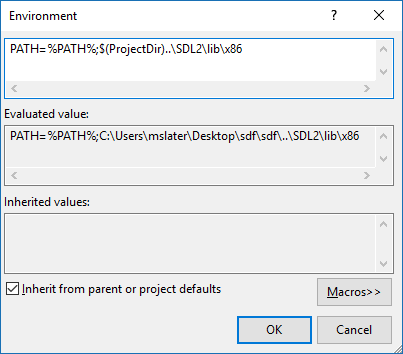 Environment
PATH=%PATH%;$(ProjectDir)..\SDL2\lib\x86
Evaluated value:
PATH=%PATH%;C:\Users\mslater\Desktop\sdf\sdf\..\SDL2\lib\x86
Inherited values:
Inherit from parent or project defaults
Macros>>
OK
Cancel